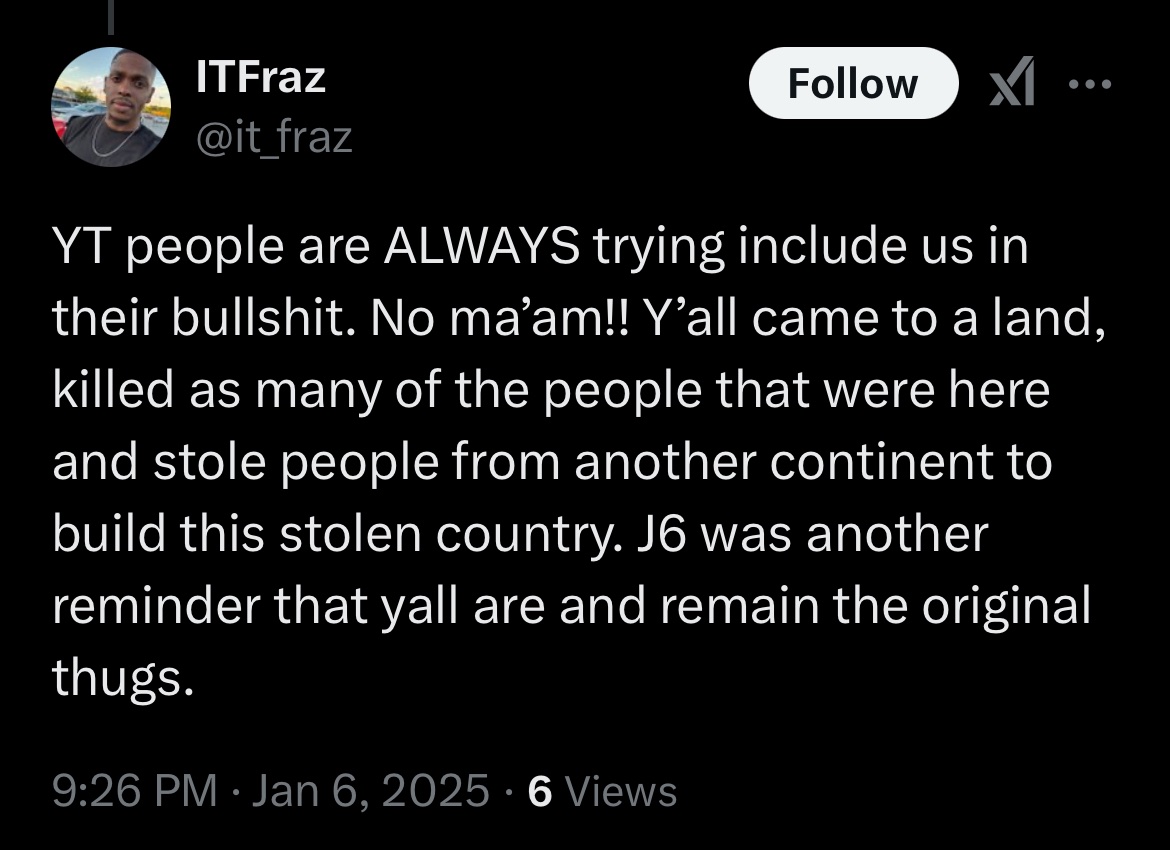 ITFraz
Follow
@it_fraz
YT people are ALWAYS trying include us in
their bullshit. No ma’am!! Y’all came to a land,
killed as many of the people that were here
and stole people from another continent to
build this stolen country. J6 was another
reminder that yall are and remain the original
thugs.
9:26 PM · Jan 6, 2025 · 6 Views